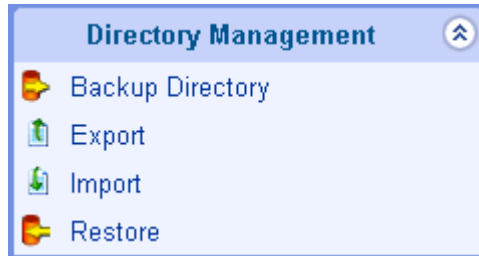 Directory Management
Backup Directory
Export
Import
Restore